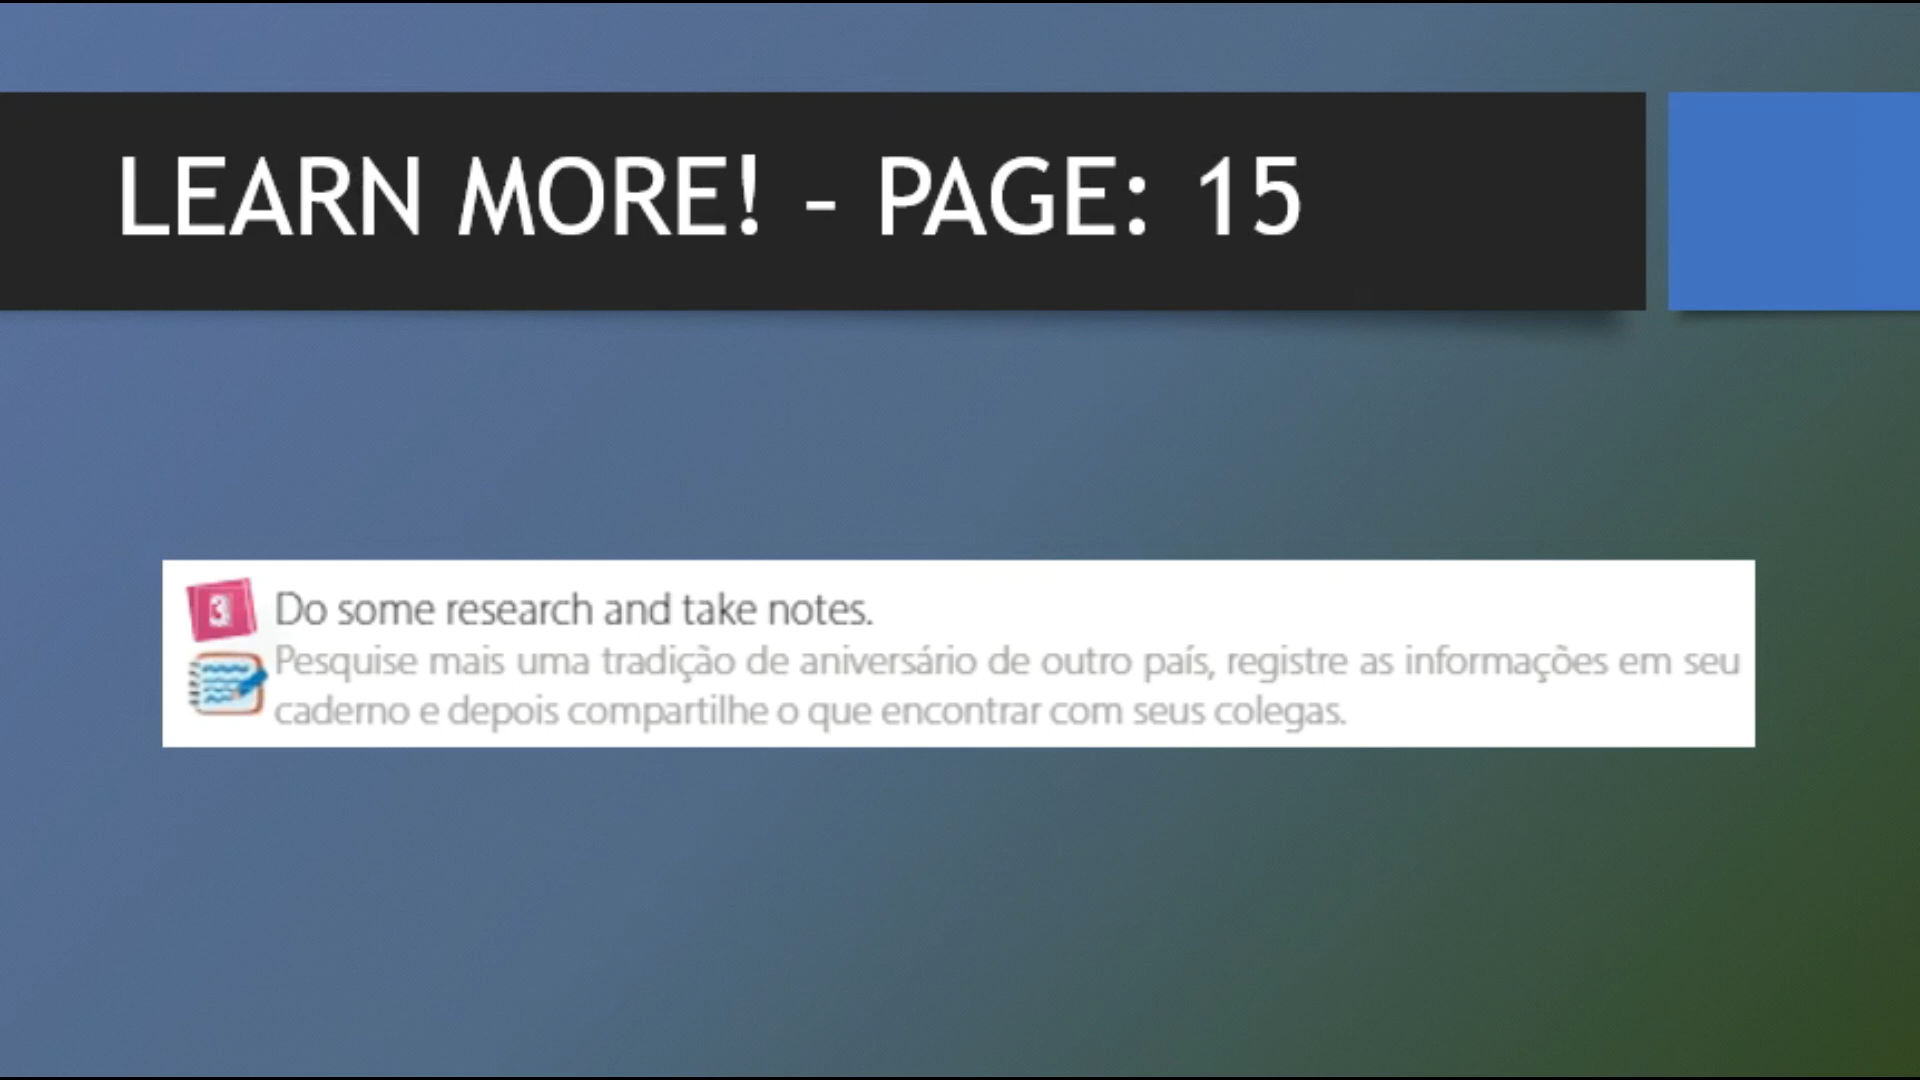 LEARN MORE! - PAGE: 15
3 Do some research and take notes.
Pesquise mais uma tradição de aniversário de outro país, registre as informações em seu
caderno e depois compartilhe o que encontrar com seus colegas.